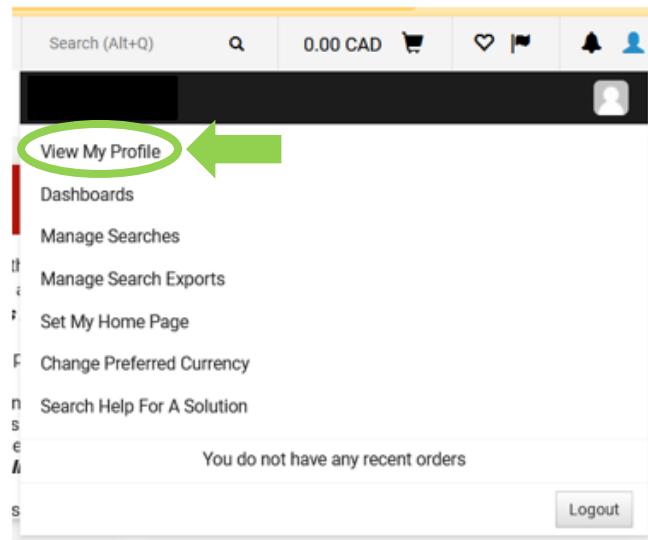 Search (Alt+Q) 0.00 CAD
View My Profile
Dashboards
Manage Searches
Manage Search Exports
Set My Home Page
Change Preferred Currency
Search Help For A Solution
You do not have any recent orders
Logout